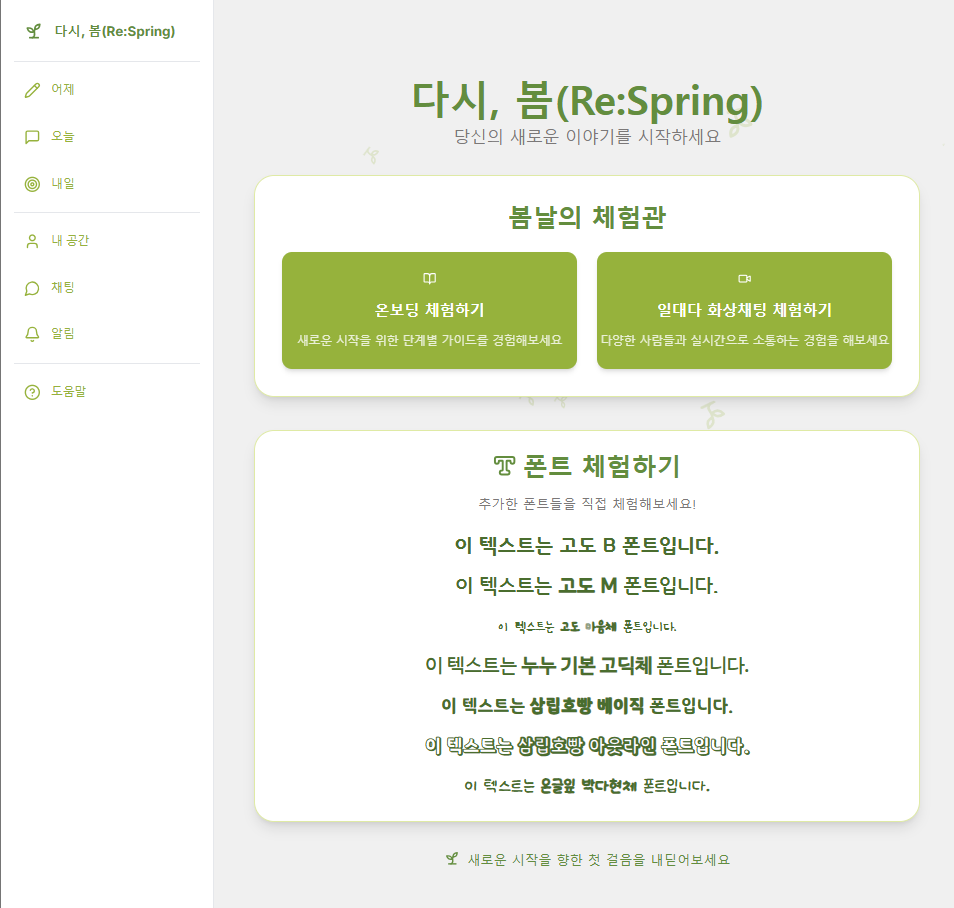 다시, 봄(Re:Spring)
어제
오늘
내일
내 공간
채팅
알림
도움말
다시, 봄(Re:Spring)
당신의 새로운 이야기를 시작하세요
봄날의 체험관
온보딩 체험하기
새로운 시작을 위한 단계별 가이드를 경험해보세요
일대다 화상채팅 체험하기
다양한 사람들과 실시간으로 소통하는 경험을 해보세요
폰트 체험하기
추가한 폰트들을 직접 체험해보세요!
이 텍스트는 고도 B 폰트입니다.
이 텍스트는 고도 M 폰트입니다.
이 텍스트는 고도 마음체 폰트입니다.
이 텍스트는 누누 기본 고딕체 폰트입니다.
이 텍스트는 삼립호빵 베이직 폰트입니다.
이 텍스트는 삼립호빵 아웃라인 폰트입니다.
이 텍스트는 온글잎 박다현체 폰트입니다.
새로운 시작을 향한 첫 걸음을 내딛어보세요